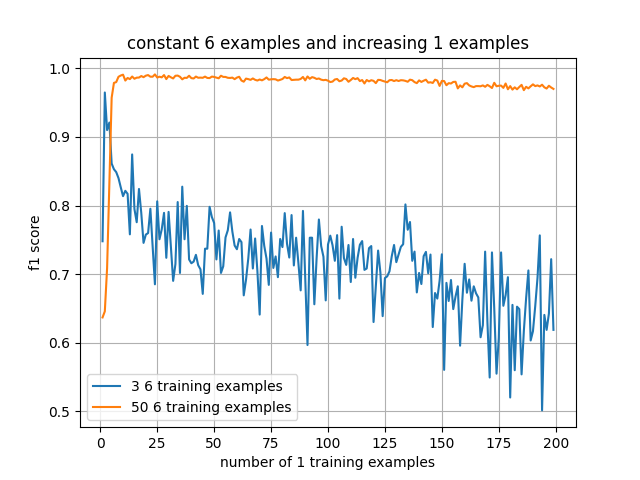 constant 6 examples and increasing 1 examples
f1 score
1.0
0.9
0.8
0.7
0.6
0.5
3 6 training examples
50 6 training examples
0 25 50 75 100 125 150 175 200
number of 1 training examples